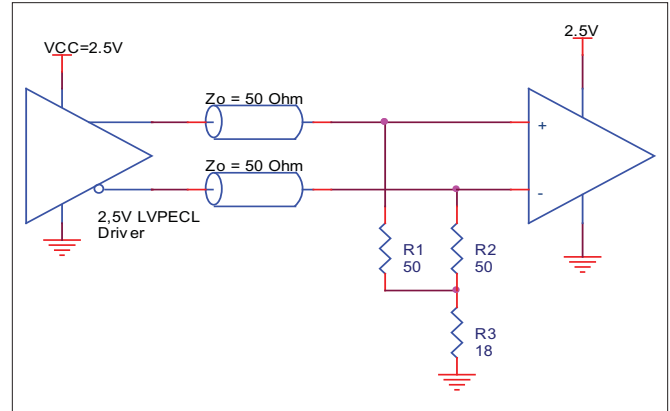 VCC=2.5V
2.5V
Zo = 50 Ohm
+
Zo = 50 Ohm
-
2,5V LVPECL
Driver
R1
50
R2
50
R3
18